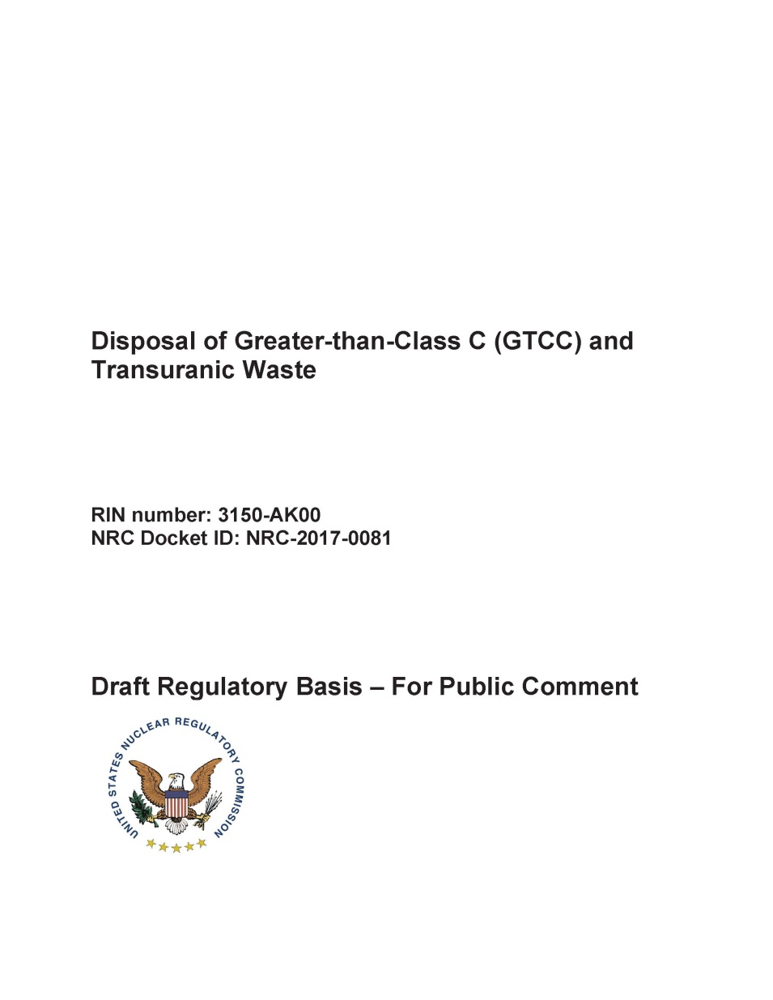 Disposal of Greater-than-Class C (GTCC) and
Transuranic Waste
RIN number: 3150-AK00
NRC Docket ID: NRC-2017-0081
Draft Regulatory Basis – For Public Comment
UNITED STATES NUCLEAR REGULATORY COMMISSION